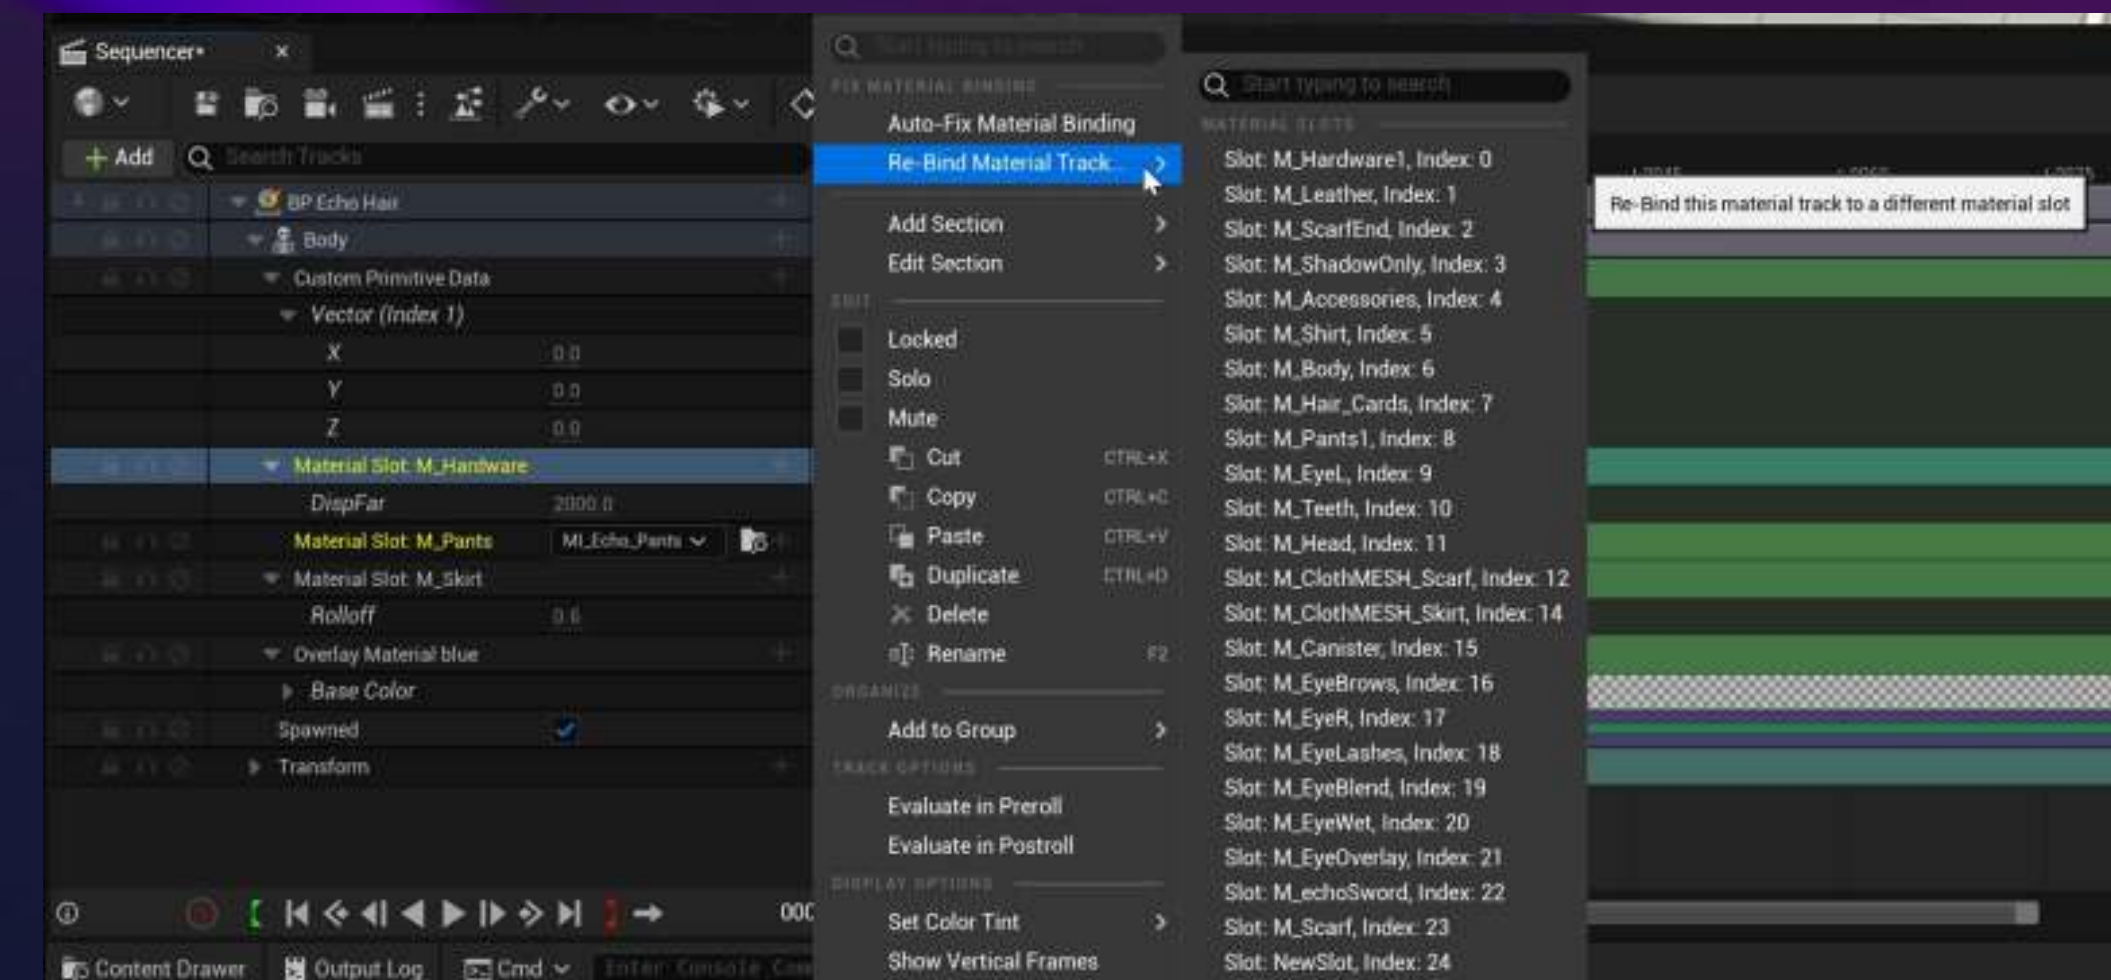 Sequencer*
+ Add
Search Tracks
BP Echo Hair
Body
Custom Primitive Data
Vector (Index 1)
X 0.0
Y 0.0
Z 0.0
Material Slot: M_Hardware
DispFar 2000.0
Material Slot: M_Pants MI_Echo_Pants
Material Slot: M_Skirt
Rolloff 0.6
Overlay Material blue
Base Color
Spawned
Transform
000
Content Drawer
Output Log
Cmd
Enter Console
Start typing to search
FIX MATERIAL BINDING
Auto-Fix Material Binding
Re-Bind Material Track...
Add Section
Edit Section
EDIT
Locked
Solo
Mute
Cut CTRL+X
Copy CTRL+C
Paste CTRL+V
Duplicate CTRL+D
Delete
Rename F2
ORGANIZE
Add to Group
TRACK OPTIONS
Evaluate in Preroll
Evaluate in Postroll
DISPLAY OPTIONS
Set Color Tint
Show Vertical Frames
Start typing to search
MATERIAL SLOTS
Slot: M_Hardware1, Index: 0
Slot: M_Leather, Index: 1
Slot: M_ScarfEnd, Index: 2
Slot: M_ShadowOnly, Index: 3
Slot: M_Accessories, Index: 4
Slot: M_Shirt, Index: 5
Slot: M_Body, Index: 6
Slot: M_Hair_Cards, Index: 7
Slot: M_Pants1, Index: 8
Slot: M_EyeL, Index: 9
Slot: M_Teeth, Index: 10
Slot: M_Head, Index: 11
Slot: M_ClothMESH_Scarf, Index: 12
Slot: M_ClothMESH_Skirt, Index: 14
Slot: M_Canister, Index: 15
Slot: M_EyeBrows, Index: 16
Slot: M_EyeR, Index: 17
Slot: M_EyeLashes, Index: 18
Slot: M_EyeBlend, Index: 19
Slot: M_EyeWet, Index: 20
Slot: M_EyeOverlay, Index: 21
Slot: M_echoSword, Index: 22
Slot: M_Scarf, Index: 23
Slot: NewSlot, Index: 24
Re-Bind this material track to a different material slot